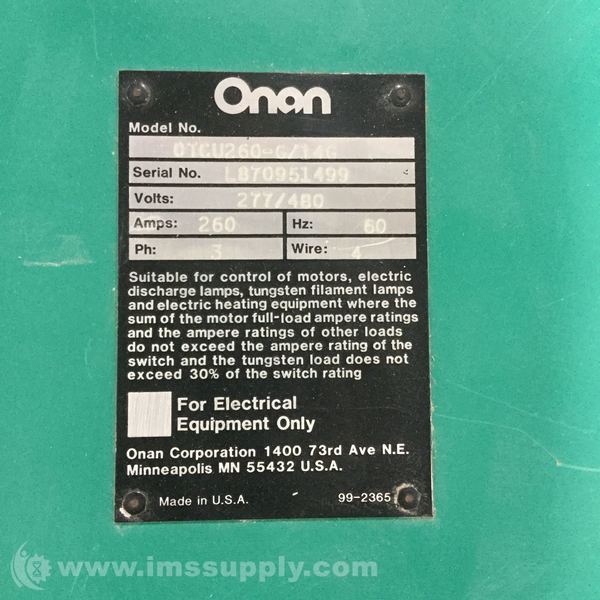 Onan
Model No.
OTCU260-G/14G
Serial No. L870951499
Volts: 277/480
Amps: 260 Hz: 60
Ph: 3 Wire: 4
Suitable for control of motors, electric
discharge lamps, tungsten filament lamps
and electric heating equipment where the
sum of the motor full-load ampere ratings
and the ampere ratings of other loads
do not exceed the ampere rating of the
switch and the tungsten load does not
exceed 30% of the switch rating
For Electrical
Equipment Only
Onan Corporation 1400 73rd Ave N.E.
Minneapolis MN 55432 U.S.A.
Made in U.S.A. 99-2365
www.imssupply.com